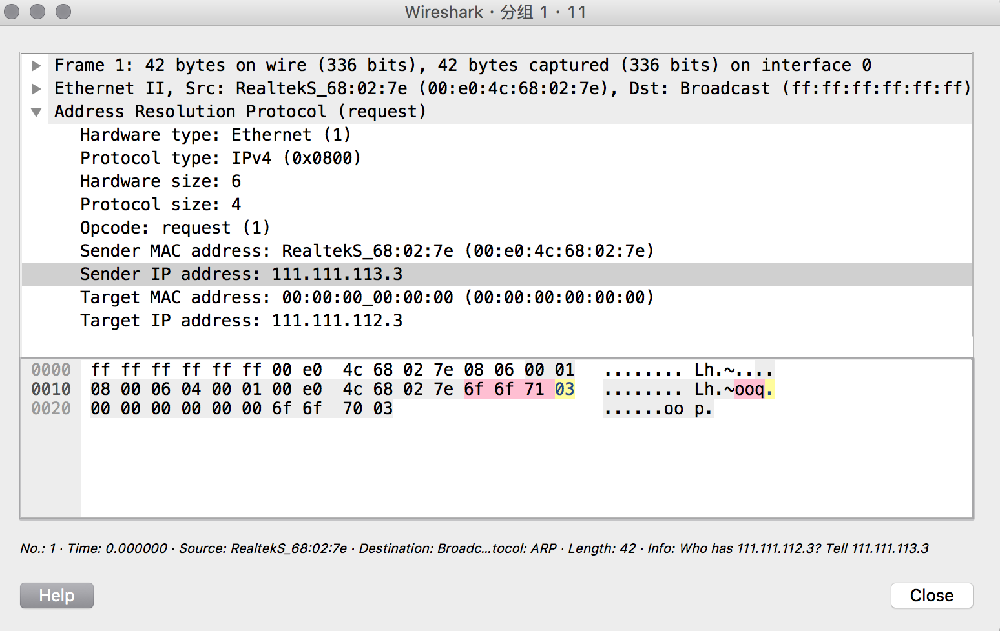 Wireshark · 分组 1 · 11
Frame 1: 42 bytes on wire (336 bits), 42 bytes captured (336 bits) on interface 0
Ethernet II, Src: RealtekS_68:02:7e (00:e0:4c:68:02:7e), Dst: Broadcast (ff:ff:ff:ff:ff:ff)
Address Resolution Protocol (request)
Hardware type: Ethernet (1)
Protocol type: IPv4 (0x0800)
Hardware size: 6
Protocol size: 4
Opcode: request (1)
Sender MAC address: RealtekS_68:02:7e (00:e0:4c:68:02:7e)
Sender IP address: 111.111.113.3
Target MAC address: 00:00:00_00:00:00 (00:00:00:00:00:00)
Target IP address: 111.111.112.3
0000 ff ff ff ff ff ff 00 e0 4c 68 02 7e 08 06 00 01 ........ Lh.~....
0010 08 00 06 04 00 01 00 e0 4c 68 02 7e 6f 6f 71 03 ........ Lh.~ooq.
0020 00 00 00 00 00 00 6f 6f 70 03 ......oo p.
No.: 1 · Time: 0.000000 · Source: RealtekS_68:02:7e · Destination: Broadc...tocol: ARP · Length: 42 · Info: Who has 111.111.112.3? Tell 111.111.113.3
Help
Close